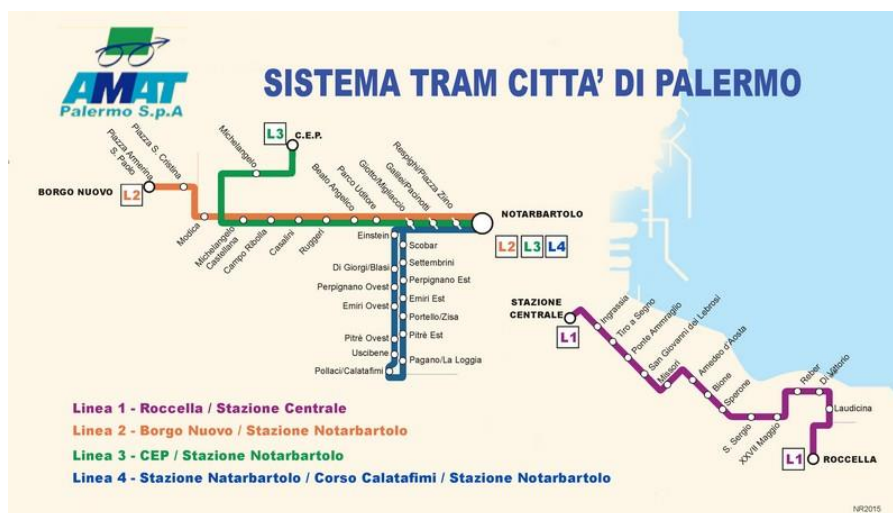 AMAT
Palermo S.p.A
SISTEMA TRAM CITTA' DI PALERMO
L3
C.E.P.
Michelangelo
Piazza S. Cristina
Piazza Armerina
S. Paolo
BORGO NUOVO
L2
Modica
Michelangelo
Castellana
Campo Ribolla
Casalini
Ruggeri
Beato Angelico
Parco Uditore
Giotto/Migliaccio
Galilei/Pacinotti
Respighi/Piazza Ziino
NOTARBARTOLO
L2 L3 L4
Einstein
Scobar
Settembrini
Di Giorgi/Blasi
Perpignano Est
Perpignano Ovest
Emiri Est
Emiri Ovest
Portello/Zisa
Pitrè Est
Pitrè Ovest
Uscibene
Pagano/La Loggia
Pollaci/Calatafimi
STAZIONE
CENTRALE
L1
Ingrassia
Tiro a Segno
Ponte Ammraglio
San Giovanni dei Lebrosi
Missori
Amedeo d'Aosta
Bione
Sperone
S. Sergio
XXVII Maggio
Reber
Di Vittorio
Laudicina
L1
ROCCELLA
Linea 1 - Roccella / Stazione Centrale
Linea 2 - Borgo Nuovo / Stazione Notarbartolo
Linea 3 - CEP / Stazione Notarbartolo
Linea 4 - Stazione Natarbartolo / Corso Calatafimi / Stazione Notarbartolo
NR2015